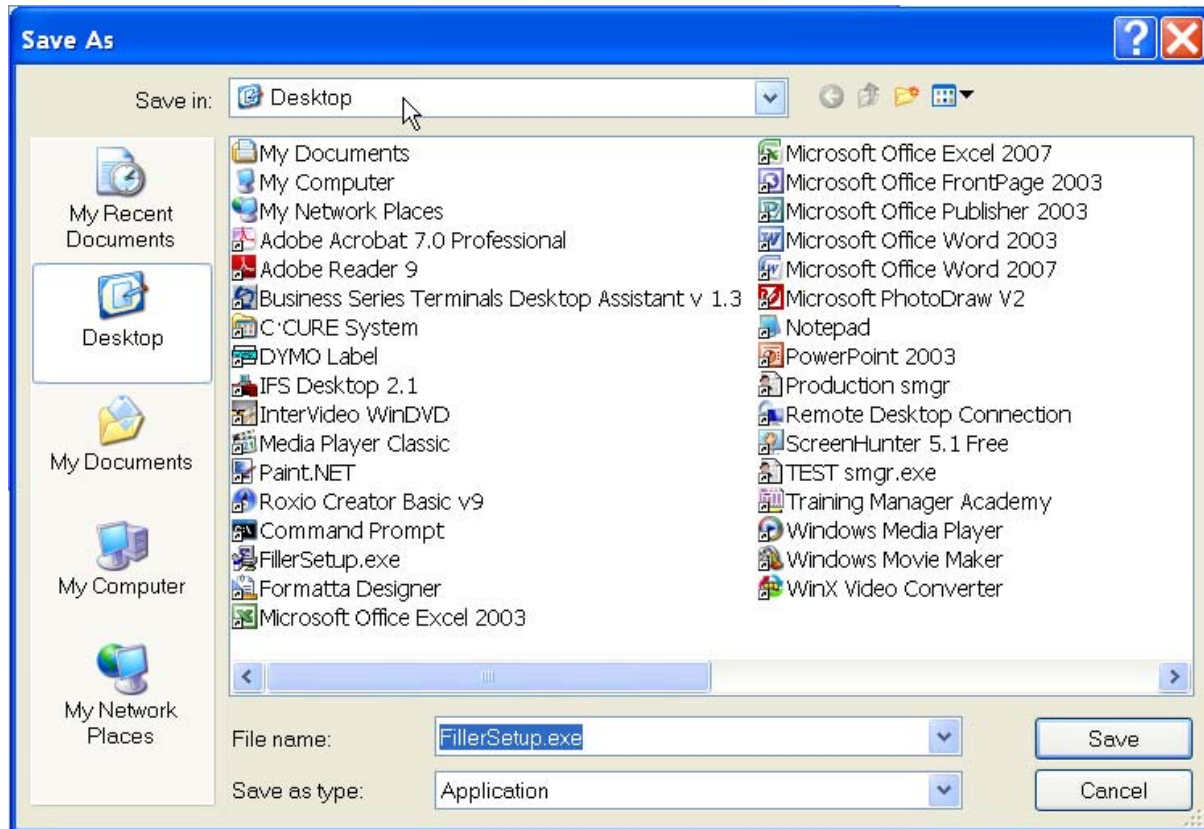 Save As
Save in:
Desktop
My Recent
Documents
Desktop
My Documents
My Computer
My Network
Places
My Documents
My Computer
My Network Places
Adobe Acrobat 7.0 Professional
Adobe Reader 9
Business Series Terminals Desktop Assistant v 1.3
C·CURE System
DYMO Label
IFS Desktop 2.1
InterVideo WinDVD
Media Player Classic
Paint.NET
Roxio Creator Basic v9
Command Prompt
FillerSetup.exe
Formatta Designer
Microsoft Office Excel 2003
Microsoft Office Excel 2007
Microsoft Office FrontPage 2003
Microsoft Office Publisher 2003
Microsoft Office Word 2003
Microsoft Office Word 2007
Microsoft PhotoDraw V2
Notepad
PowerPoint 2003
Production smgr
Remote Desktop Connection
ScreenHunter 5.1 Free
TEST smgr.exe
Training Manager Academy
Windows Media Player
Windows Movie Maker
WinX Video Converter
File name:
FillerSetup.exe
Save
Save as type:
Application
Cancel